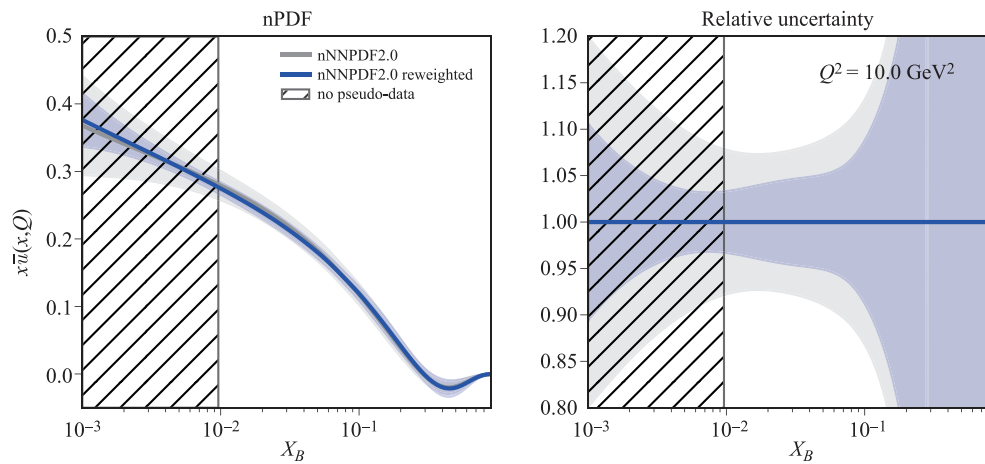 nPDF
nNNPDF2.0
nNNPDF2.0 reweighted
no pseudo-data
0.5
0.4
0.3
0.2
0.1
0.0
xū(x,Q)
10⁻³
10⁻²
10⁻¹
X_B
Relative uncertainty
Q² = 10.0 GeV²
1.20
1.15
1.10
1.05
1.00
0.95
0.90
0.85
0.80
10⁻³
10⁻²
10⁻¹
X_B